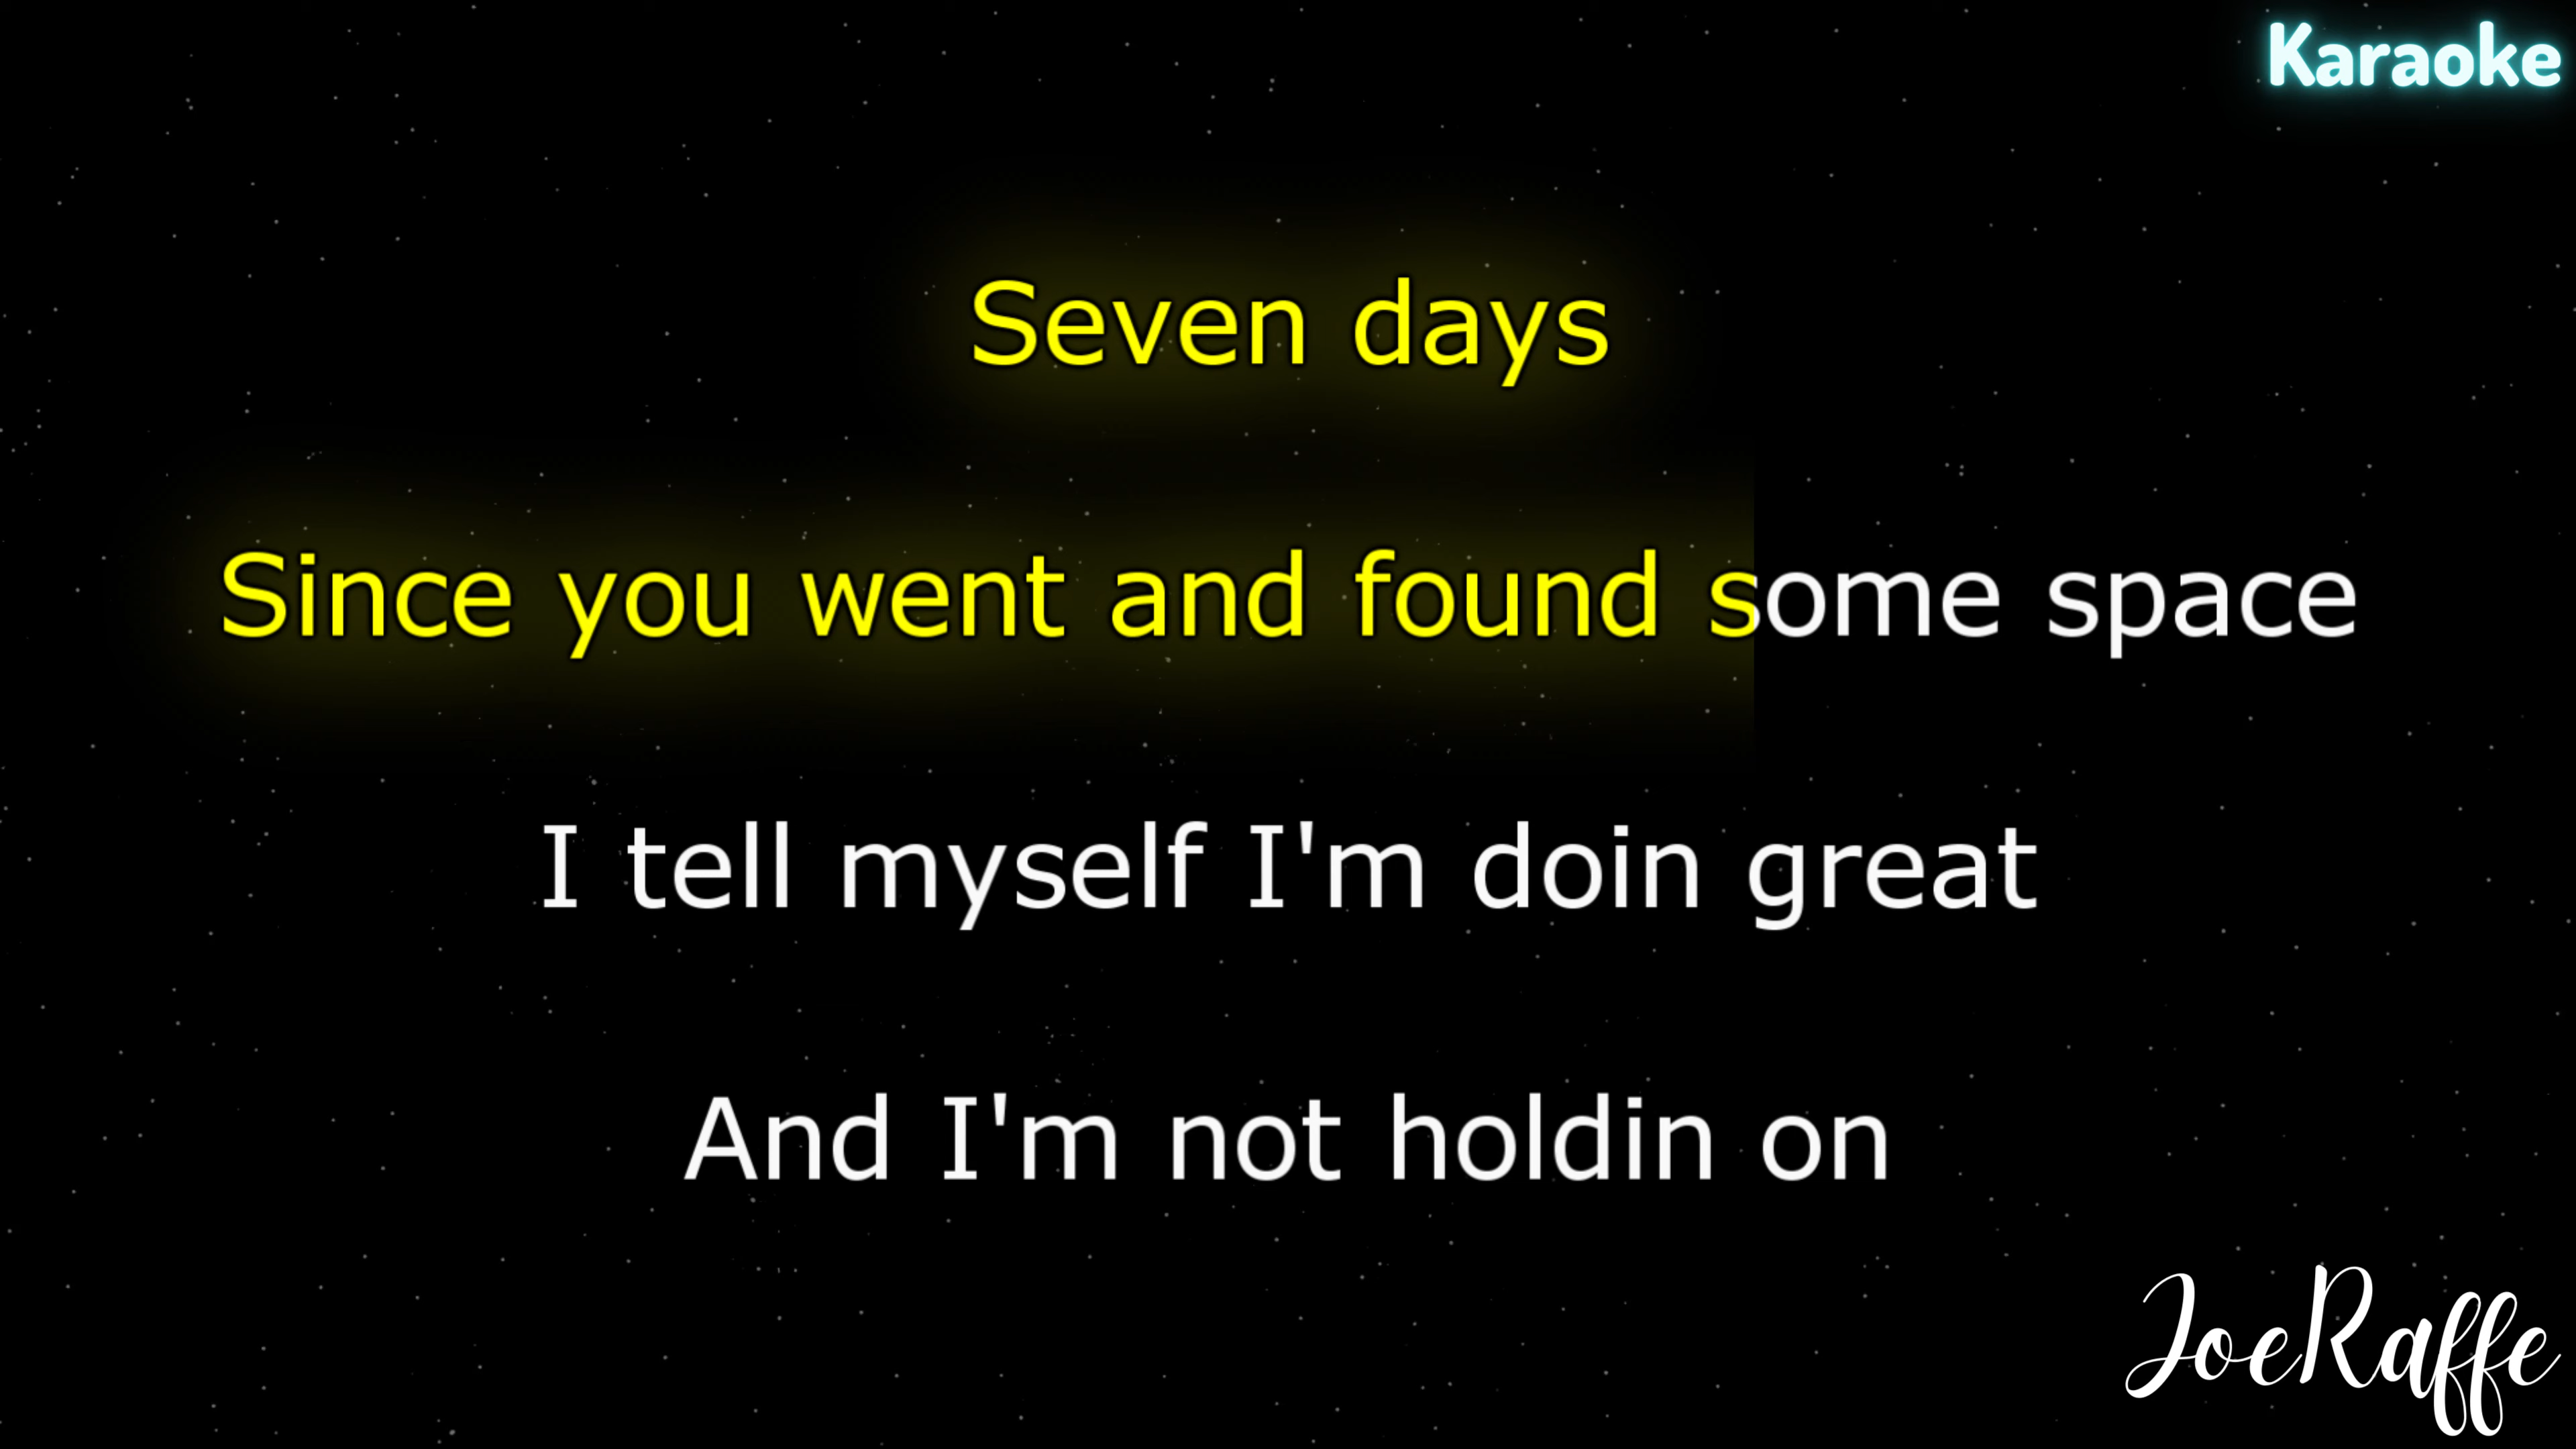 Karaoke
Seven days
Since you went and found some space
I tell myself I'm doin great
And I'm not holdin on
JoeRaffe